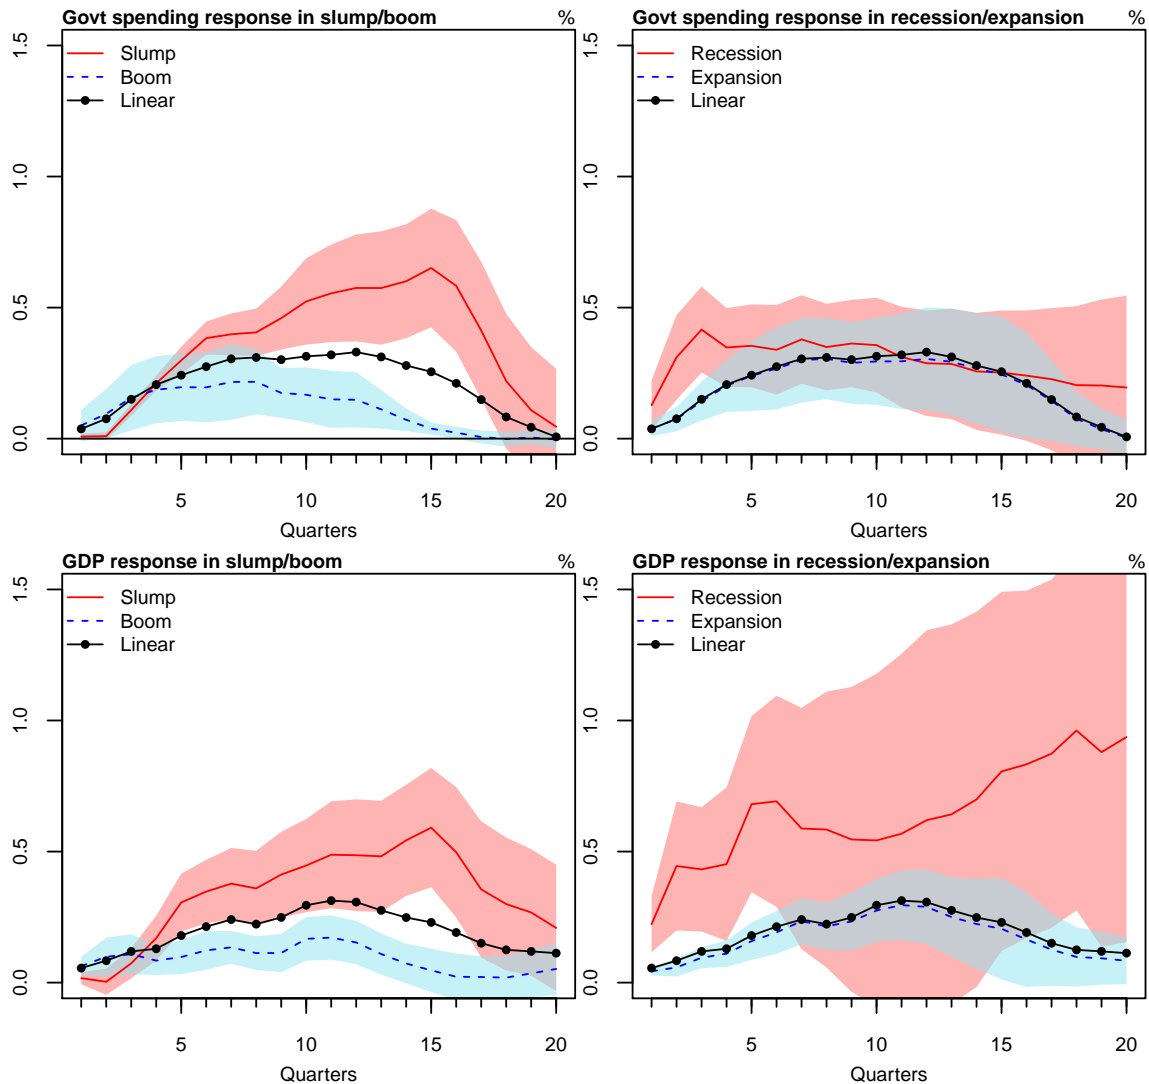 Govt spending response in slump/boom %
1.5
1.0
0.5
0.0
Slump
Boom
Linear
5 10 15 20
Quarters
Govt spending response in recession/expansion %
1.5
1.0
0.5
0.0
Recession
Expansion
Linear
5 10 15 20
Quarters
GDP response in slump/boom %
1.5
1.0
0.5
0.0
Slump
Boom
Linear
5 10 15 20
Quarters
GDP response in recession/expansion %
1.5
1.0
0.5
0.0
Recession
Expansion
Linear
5 10 15 20
Quarters